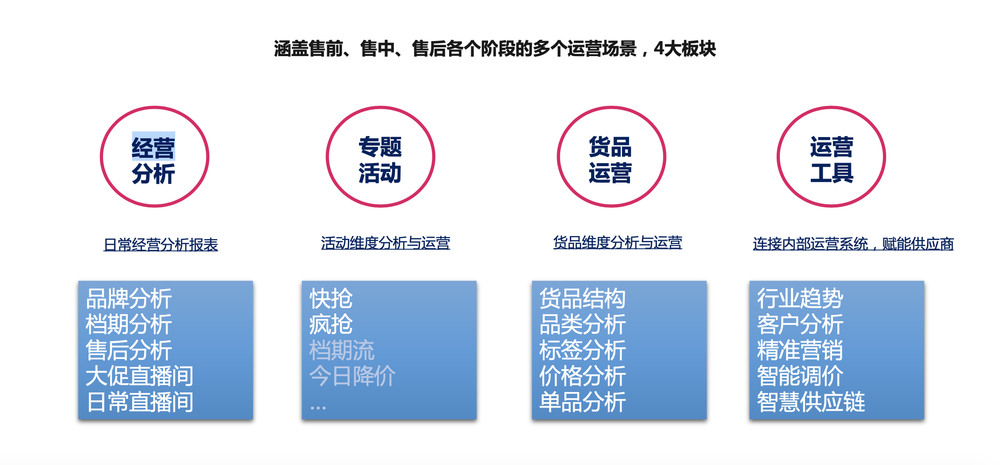 涵盖售前、售中、售后各个阶段的多个运营场景，4大板块
经营
分析
专题
活动
货品
运营
运营
工具
日常经营分析报表
活动维度分析与运营
货品维度分析与运营
连接内部运营系统，赋能供应商
品牌分析
档期分析
售后分析
大促直播间
日常直播间
快抢
疯抢
档期流
今日降价
...
货品结构
品类分析
标签分析
价格分析
单品分析
行业趋势
客户分析
精准营销
智能调价
智慧供应链